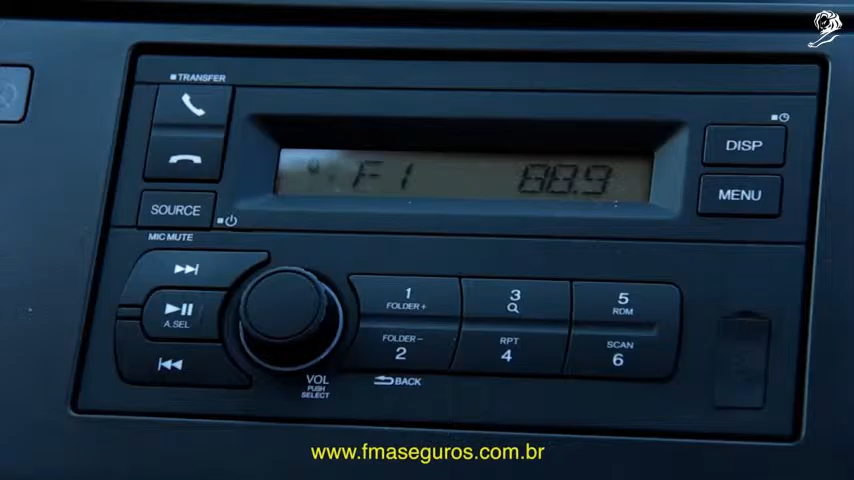 TRANSFER
F1 88.9
DISP
SOURCE
MENU
MIC MUTE
A.SEL
1
FOLDER +
3
5
RDM
FOLDER−
2
RPT
4
SCAN
6
VOL
PUSH
SELECT
BACK
www.fmaseguros.com.br